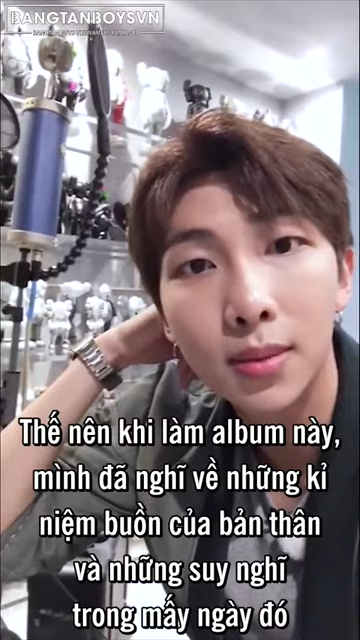 BANGTANBOYSVN
Thế nên khi làm album này,
mình đã nghĩ về những kỉ
niệm buồn của bản thân
và những suy nghĩ
trong mấy ngày đó